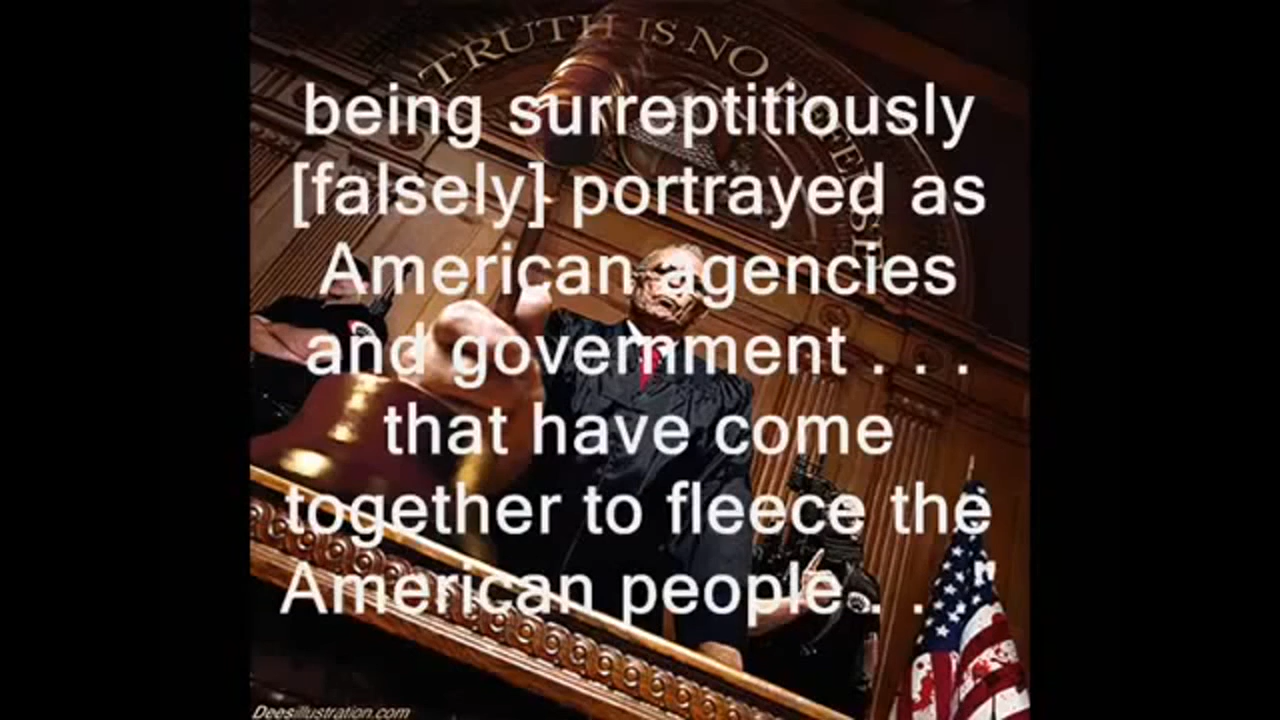 TRUTH IS NO DEFENSE
being surreptitiously
[falsely] portrayed as
American agencies
and government . . .
that have come
together to fleece the
American people . . ."
Deesillustration.com